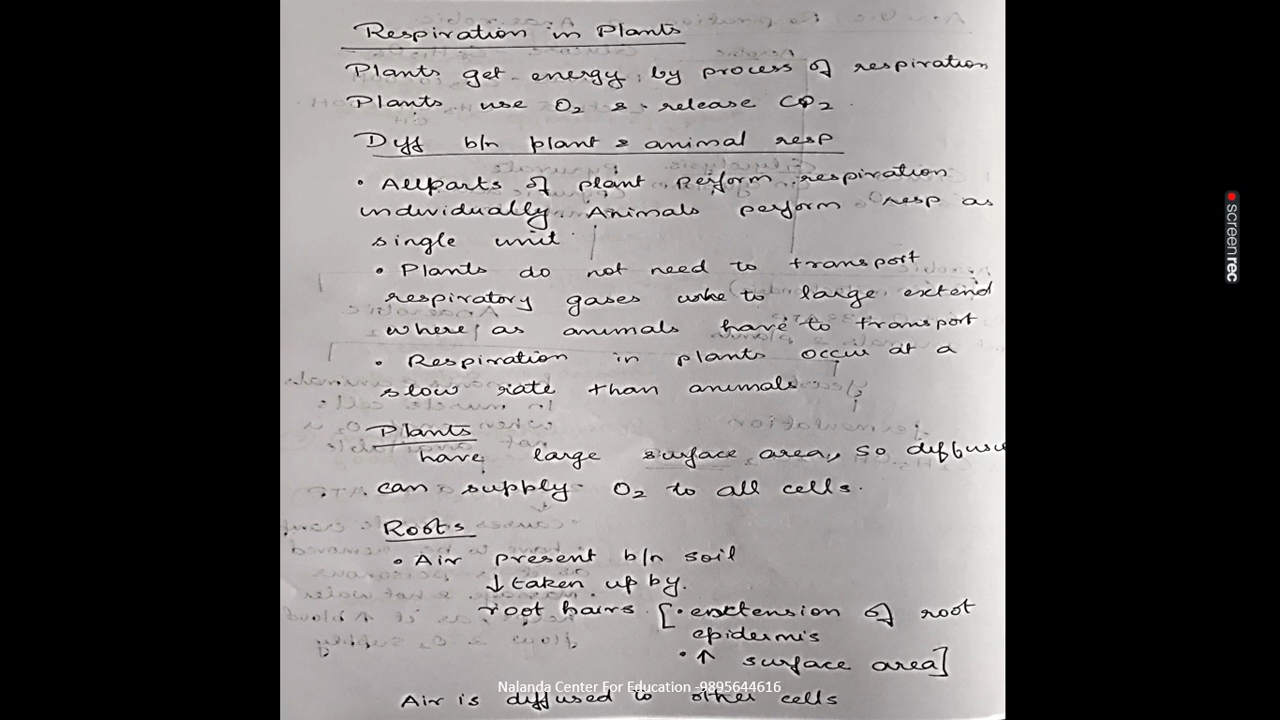 Respiration in Plants
Plants get energy by process of respiration
Plants use O₂ & release CO₂.
Diff b/n plant & animal resp
• All parts of plant perform respiration
individually. Animals perform resp as
single unit
• Plants do not need to transport
respiratory gases to large extend
where as animals have to transport
• Respiration in plants occur at a
slow rate than animals
Plants
have large surface area, so diffusi
can supply O₂ to all cells.
Roots
• Air present b/n soil
↓ taken up by.
root hairs [• extension of root
epidermis
• ↑ surface area]
Nalanda Center For Education -9895644616
Air is diffused to other cells
screenrec